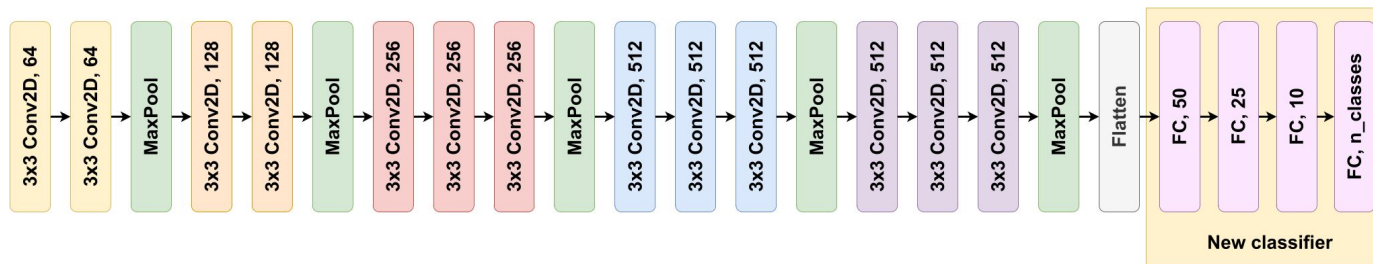 3x3 Conv2D, 64
3x3 Conv2D, 64
MaxPool
3x3 Conv2D, 128
3x3 Conv2D, 128
MaxPool
3x3 Conv2D, 256
3x3 Conv2D, 256
3x3 Conv2D, 256
MaxPool
3x3 Conv2D, 512
3x3 Conv2D, 512
3x3 Conv2D, 512
MaxPool
3x3 Conv2D, 512
3x3 Conv2D, 512
3x3 Conv2D, 512
MaxPool
Flatten
FC, 50
FC, 25
FC, 10
FC, n_classes
New classifier